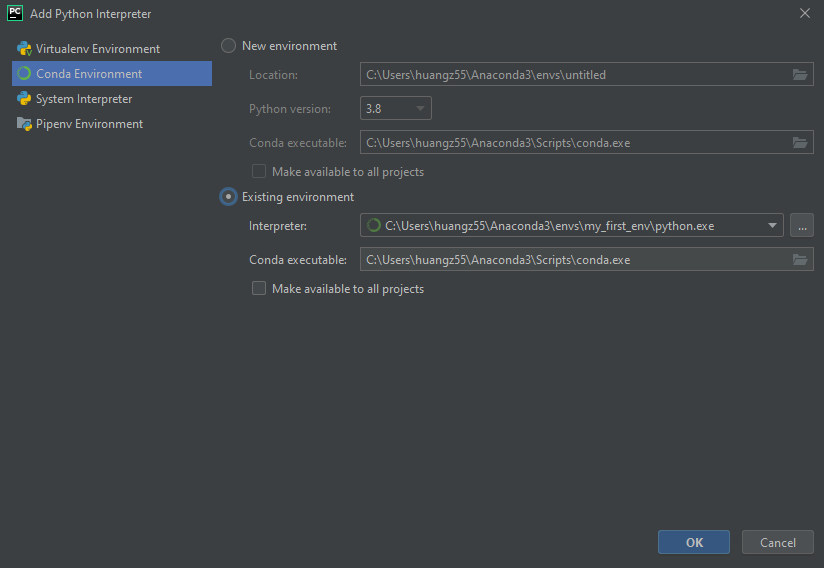 PC Add Python Interpreter
Virtualenv Environment
Conda Environment
System Interpreter
Pipenv Environment
New environment
Location: C:\Users\huangz55\Anaconda3\envs\untitled
Python version: 3.8
Conda executable: C:\Users\huangz55\Anaconda3\Scripts\conda.exe
Make available to all projects
Existing environment
Interpreter: C:\Users\huangz55\Anaconda3\envs\my_first_env\python.exe ...
Conda executable: C:\Users\huangz55\Anaconda3\Scripts\conda.exe
Make available to all projects
OK Cancel